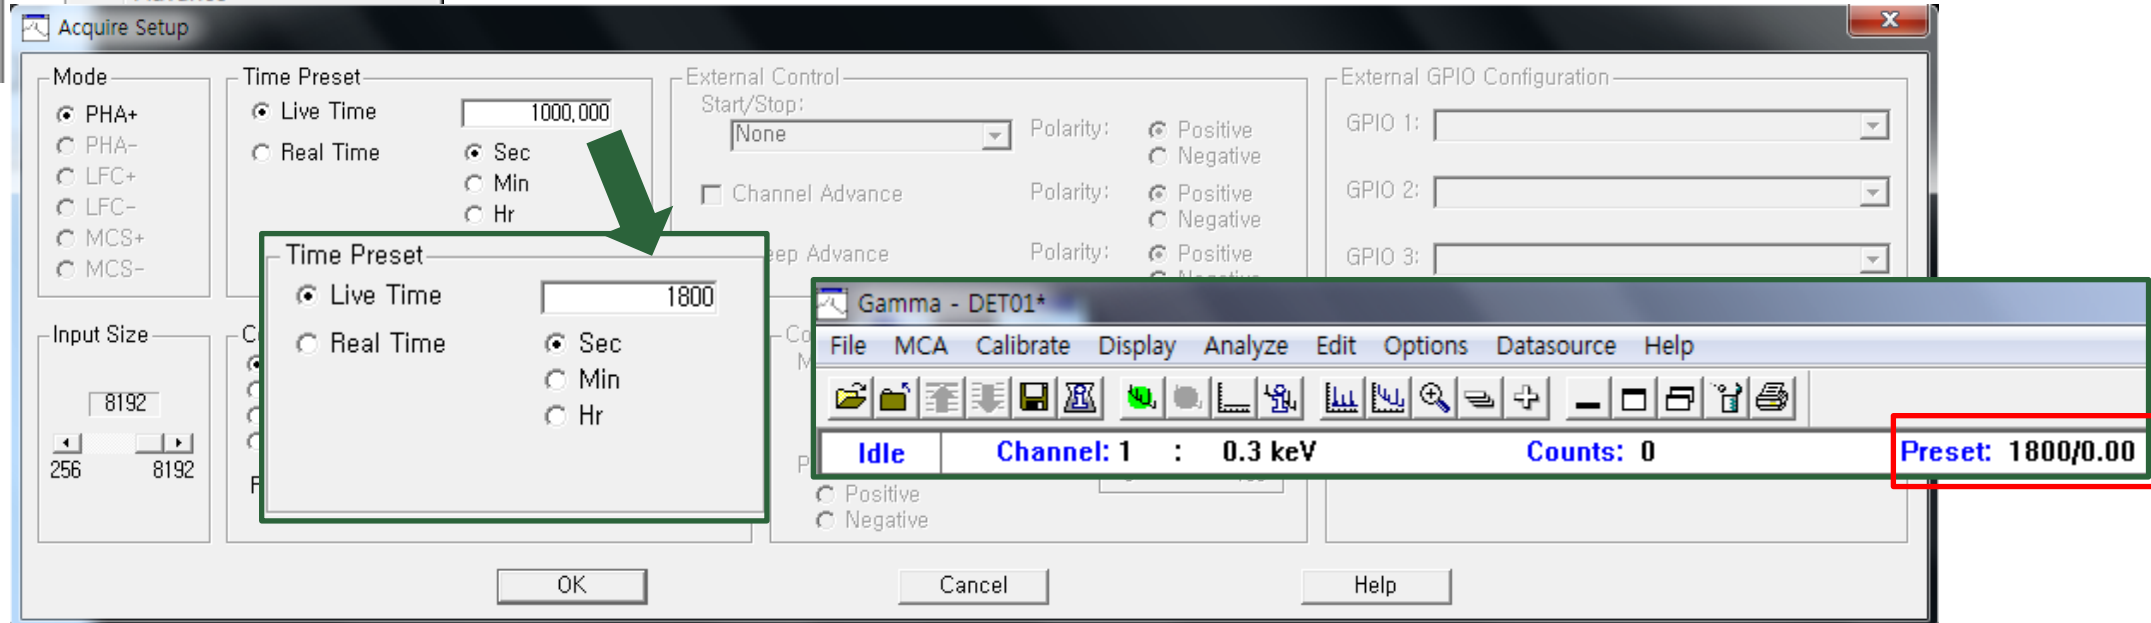 Acquire Setup
x
Mode
PHA+
PHA-
LFC+
LFC-
MCS+
MCS-
Time Preset
Live Time
1000,000
Real Time
Sec
Min
Hr
External Control
Start/Stop:
None
Polarity:
Positive
Negative
Channel Advance
Polarity:
Positive
Negative
Advance
Polarity:
Positive
External GPIO Configuration
GPIO 1:
GPIO 2:
GPIO 3:
Time Preset
Live Time
1800
Real Time
Sec
Min
Hr
Input Size
8192
256
8192
Gamma - DET01*
File MCA Calibrate Display Analyze Edit Options Datasource Help
Idle
Channel: 1 : 0.3 keV
Counts: 0
Preset: 1800/0.00
Positive
Negative
OK
Cancel
Help